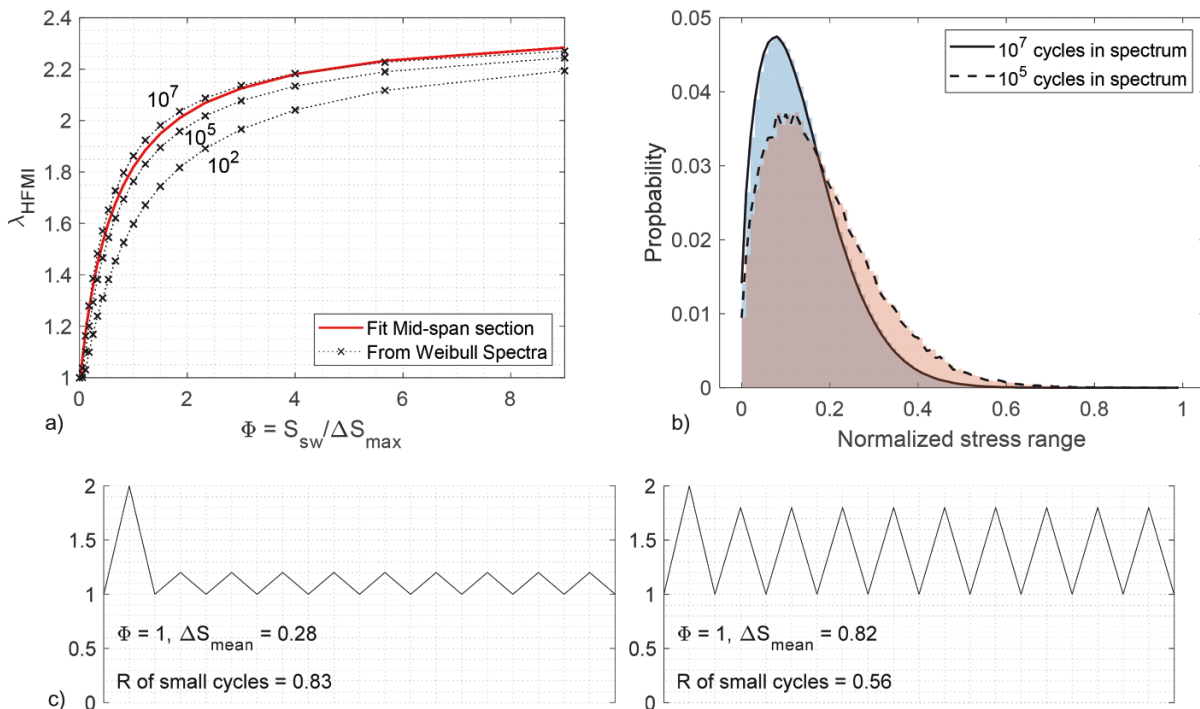 2.4
2.2
2
1.8
1.6
1.4
1.2
1
λHFMI
10⁷
10⁵
10²
Fit Mid-span section
From Weibull Spectra
0 2 4 6 8
a)
Φ = Ssw/ΔSmax
0.05
0.04
0.03
0.02
0.01
0
Propbability
10⁷ cycles in spectrum
10⁵ cycles in spectrum
0 0.2 0.4 0.6 0.8 1
b)
Normalized stress range
2
1.5
1
0.5
0
Φ = 1, ΔSmean = 0.28
R of small cycles = 0.83
c)
2
1.5
1
0.5
0
Φ = 1, ΔSmean = 0.82
R of small cycles = 0.56